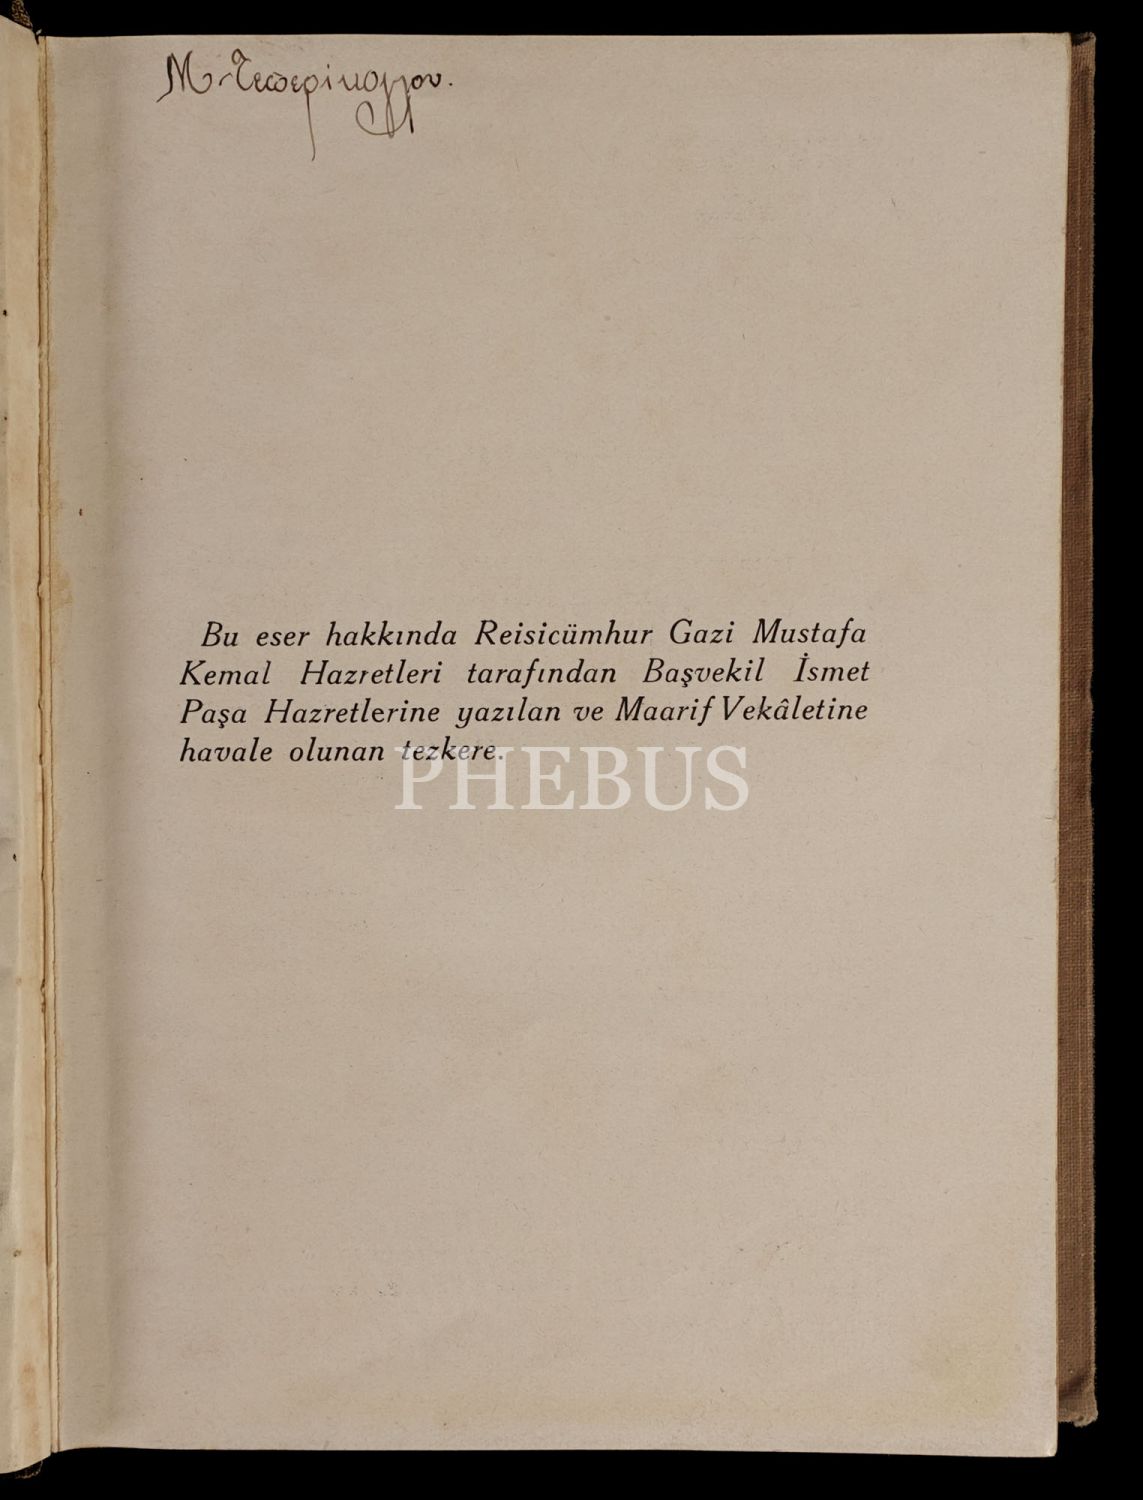 Bu eser hakkında Reisicümhur Gazi Mustafa
Kemal Hazretleri tarafından Başvekil İsmet
Paşa Hazretlerine yazılan ve Maarif Vekâletine
havale olunan tezkere.
PHEBUS